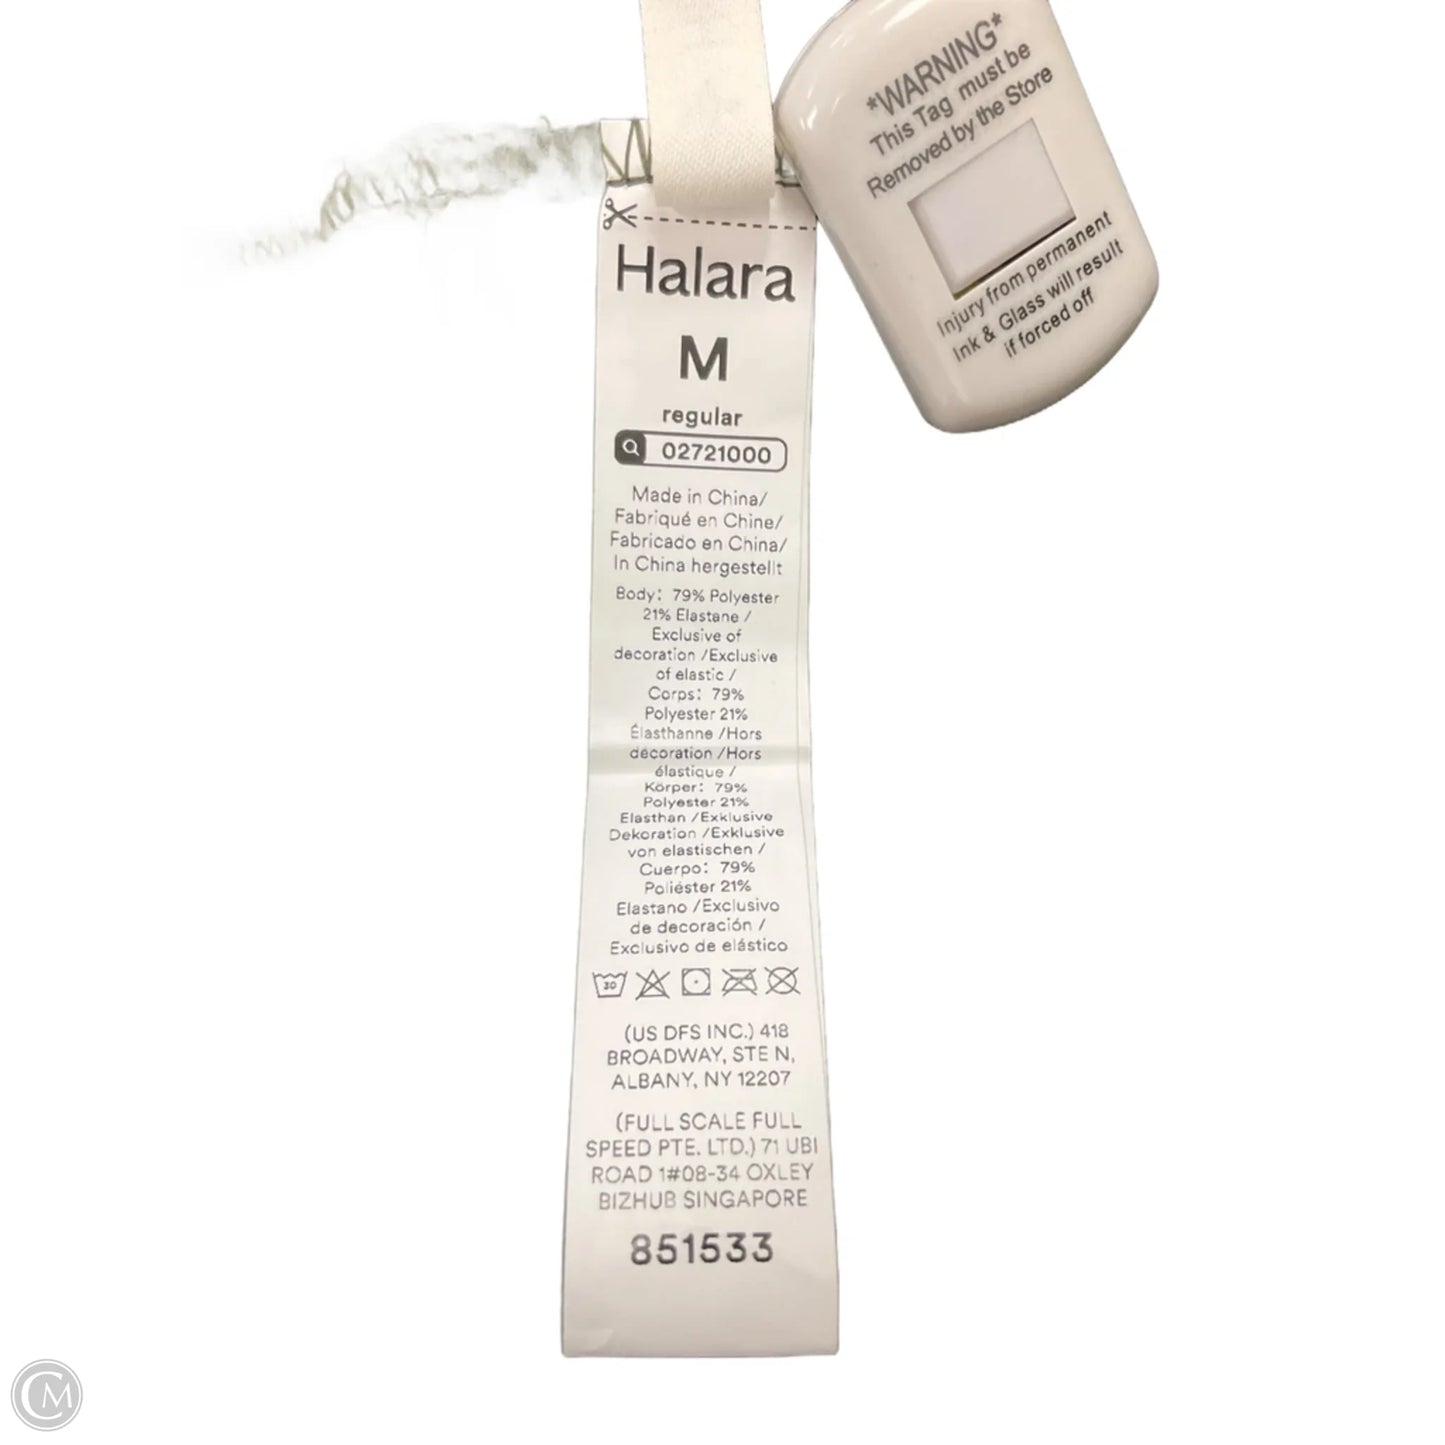 *WARNING*
This Tag must be
Removed by the Store
Injury from permanent
Ink & Glass will result
if forced off
Halara
M
regular
02721000
Made in China/
Fabriqué en Chine/
Fabricado en China/
In China hergestellt
Body: 79% Polyester
21% Elastane /
Exclusive of
decoration /Exclusive
of elastic /
Corps: 79%
Polyester 21%
Élasthanne /Hors
décoration /Hors
élastique /
Körper: 79%
Polyester 21%
Elasthan /Exklusive
Dekoration /Exklusive
von elastischen /
Cuerpo: 79%
Poliéster 21%
Elastano /Exclusivo
de decoración /
Exclusivo de elástico
30
(US DFS INC.) 418
BROADWAY, STE N,
ALBANY, NY 12207
(FULL SCALE FULL
SPEED PTE. LTD.) 71 UBI
ROAD 1#08-34 OXLEY
BIZHUB SINGAPORE
851533
CM